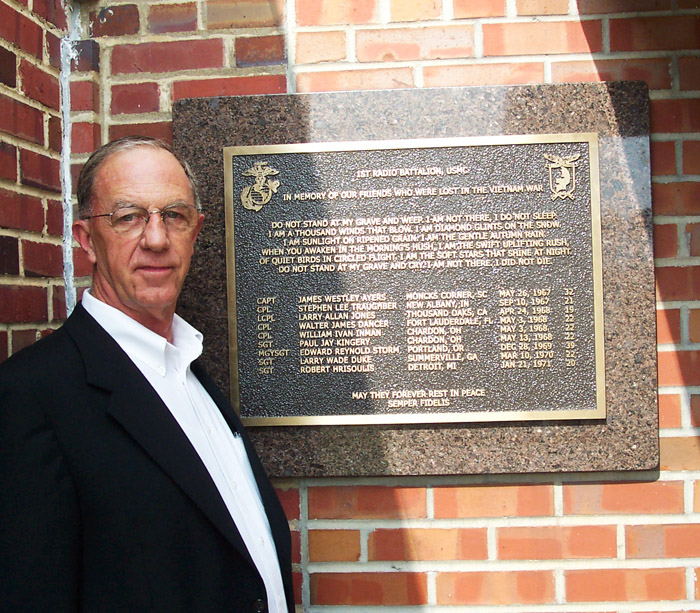 1ST RADIO BATTALION, USMC
IN MEMORY OF OUR FRIENDS WHO WERE LOST IN THE VIETNAM WAR
DO NOT STAND AT MY GRAVE AND WEEP. I AM NOT THERE, I DO NOT SLEEP.
I AM A THOUSAND WINDS THAT BLOW. I AM DIAMOND GLINTS ON THE SNOW.
I AM SUNLIGHT ON RIPENED GRAIN. I AM THE GENTLE AUTUMN RAIN.
WHEN YOU AWAKEN IN THE MORNING'S HUSH, I AM THE SWIFT UPLIFTING RUSH,
OF QUIET BIRDS IN CIRCLED FLIGHT. I AM THE SOFT STARS THAT SHINE AT NIGHT.
DO NOT STAND AT MY GRAVE AND CRY. I AM NOT THERE, I DID NOT DIE.
CAPT JAMES WESTLEY AYERS MONCKS CORNER, SC MAY 26, 1967 32
CPL STEPHEN LEE TRAUGHBER NEW ALBANY, IN SEP 10, 1967 21
LCPL LARRY ALLAN JONES THOUSAND OAKS, CA APR 24, 1968 19
CPL WALTER JAMES DANCER FORT LAUDERDALE, FL MAY 3, 1968 22
CPL WILLIAM IVAN INMAN CHARDON, OH MAY 3, 1968 22
SGT PAUL JAY KINGERY CHARDON, OH MAY 13, 1968 22
MGYSGT EDWARD REYNOLD STORM PORTLAND, OR DEC 28, 1969 39
SGT LARRY WADE DUKE SUMMERVILLE, GA MAR 10, 1970 22
SGT ROBERT HRISOULIS DETROIT, MI JAN 21, 1971 20
MAY THEY FOREVER REST IN PEACE
SEMPER FIDELIS